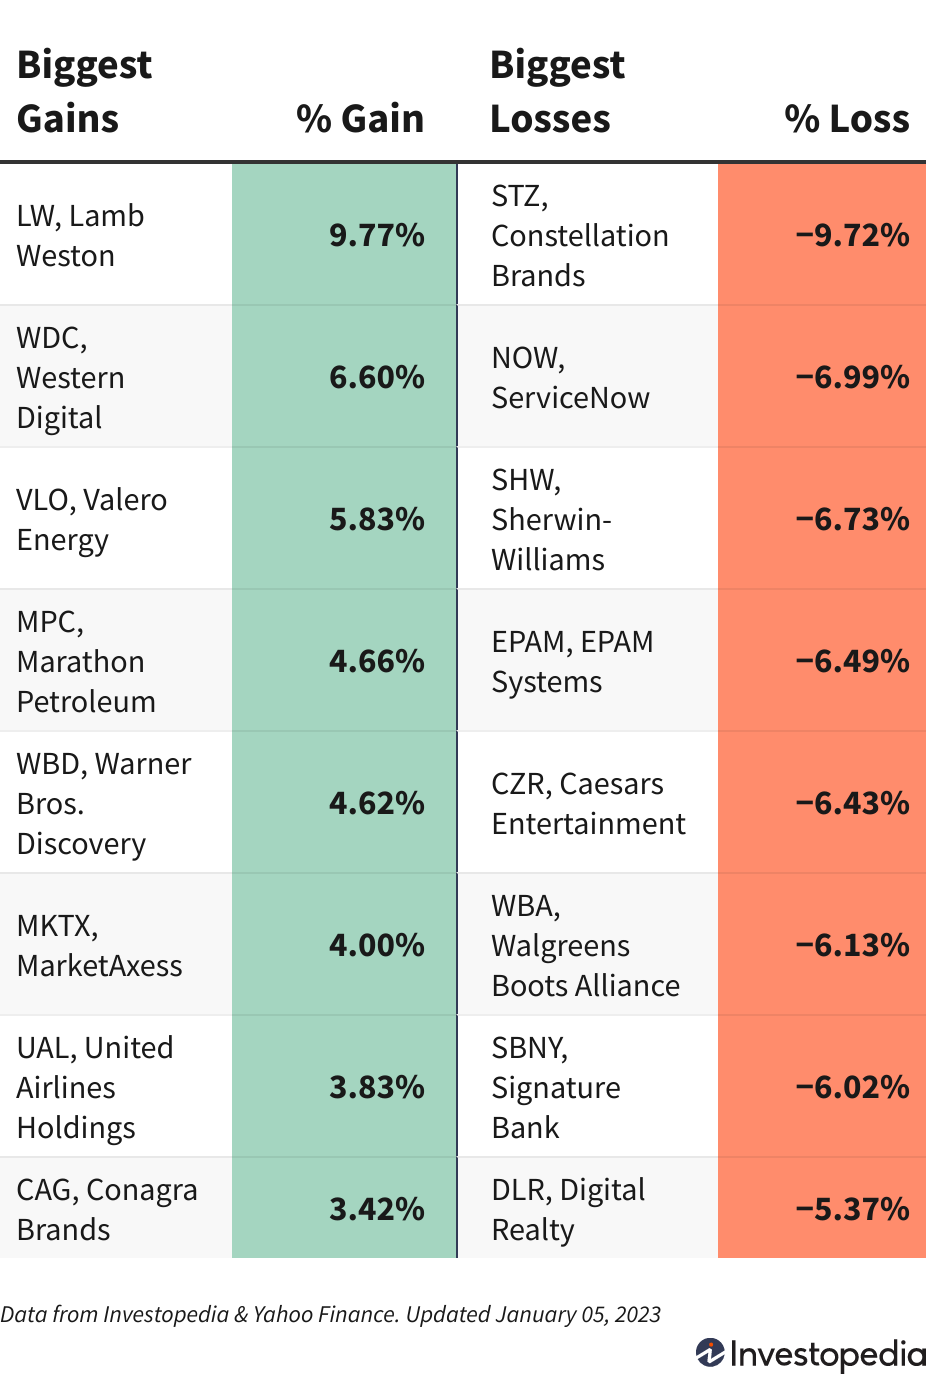 Biggest
Gains
% Gain
Biggest
Losses
% Loss
LW, Lamb
Weston
9.77%
STZ,
Constellation
Brands
−9.72%
WDC,
Western
Digital
6.60%
NOW,
ServiceNow
−6.99%
VLO, Valero
Energy
5.83%
SHW,
Sherwin-
Williams
−6.73%
MPC,
Marathon
Petroleum
4.66%
EPAM, EPAM
Systems
−6.49%
WBD, Warner
Bros.
Discovery
4.62%
CZR, Caesars
Entertainment
−6.43%
MKTX,
MarketAxess
4.00%
WBA,
Walgreens
Boots Alliance
−6.13%
UAL, United
Airlines
Holdings
3.83%
SBNY,
Signature
Bank
−6.02%
CAG, Conagra
Brands
3.42%
DLR, Digital
Realty
−5.37%
Data from Investopedia & Yahoo Finance. Updated January 05, 2023
Investopedia